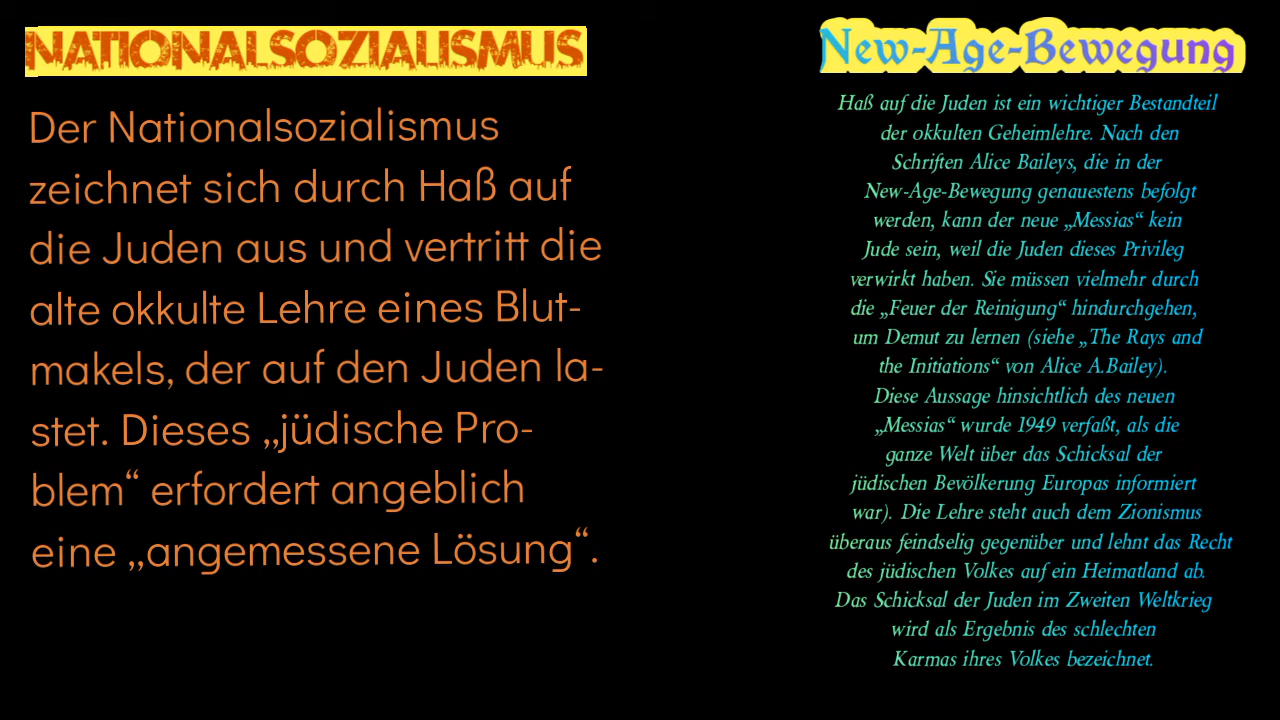 NATIONALSOZIALISMUS
Der Nationalsozialismus
zeichnet sich durch Haß auf
die Juden aus und vertritt die
alte okkulte Lehre eines Blut-
makels, der auf den Juden la-
stet. Dieses „jüdische Pro-
blem“ erfordert angeblich
eine „angemessene Lösung“.
New-Age-Bewegung
Haß auf die Juden ist ein wichtiger Bestandteil
der okkulten Geheimlehre. Nach den
Schriften Alice Baileys, die in der
New-Age-Bewegung genauestens befolgt
werden, kann der neue „Messias“ kein
Jude sein, weil die Juden dieses Privileg
verwirkt haben. Sie müssen vielmehr durch
die „Feuer der Reinigung“ hindurchgehen,
um Demut zu lernen (siehe „The Rays and
the Initiations“ von Alice A.Bailey).
Diese Aussage hinsichtlich des neuen
„Messias“ wurde 1949 verfaßt, als die
ganze Welt über das Schicksal der
jüdischen Bevölkerung Europas informiert
war). Die Lehre steht auch dem Zionismus
überaus feindselig gegenüber und lehnt das Recht
des jüdischen Volkes auf ein Heimatland ab.
Das Schicksal der Juden im Zweiten Weltkrieg
wird als Ergebnis des schlechten
Karmas ihres Volkes bezeichnet.